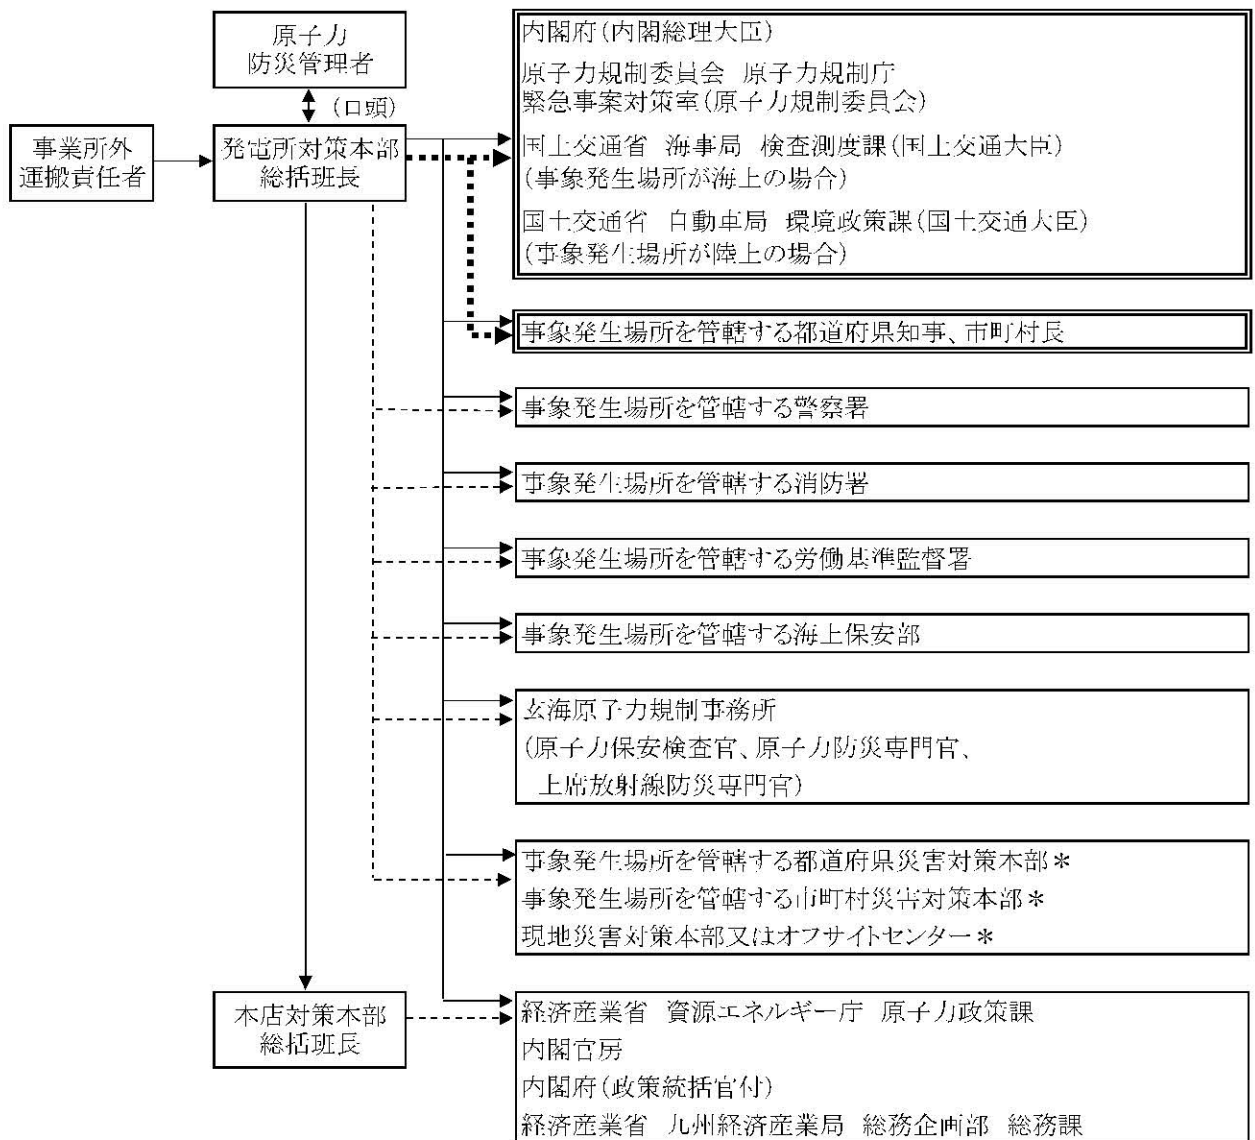 原子力
防災管理者
(口頭)
事業所外
運搬責任者
発電所対策本部
総括班長
内閣府(内閣総理大臣)
原子力規制委員会 原子力規制庁
緊急事案対策室(原子力規制委員会)
国土交通省 海事局 検査測度課(国土交通大臣)
(事象発生場所が海上の場合)
国土交通省 自動車局 環境政策課(国土交通大臣)
(事象発生場所が陸上の場合)
事象発生場所を管轄する都道府県知事、市町村長
事象発生場所を管轄する警察署
事象発生場所を管轄する消防署
事象発生場所を管轄する労働基準監督署
事象発生場所を管轄する海上保安部
玄海原子力規制事務所
(原子力保安検査官、原子力防災専門官、
上席放射線防災専門官)
事象発生場所を管轄する都道府県災害対策本部*
事象発生場所を管轄する市町村災害対策本部*
現地災害対策本部又はオフサイトセンター*
本店対策本部
総括班長
経済産業省 資源エネルギー庁 原子力政策課
内閣官房
内閣府(政策統括官付)
経済産業省 九州経済産業局 総務企画部 総務課